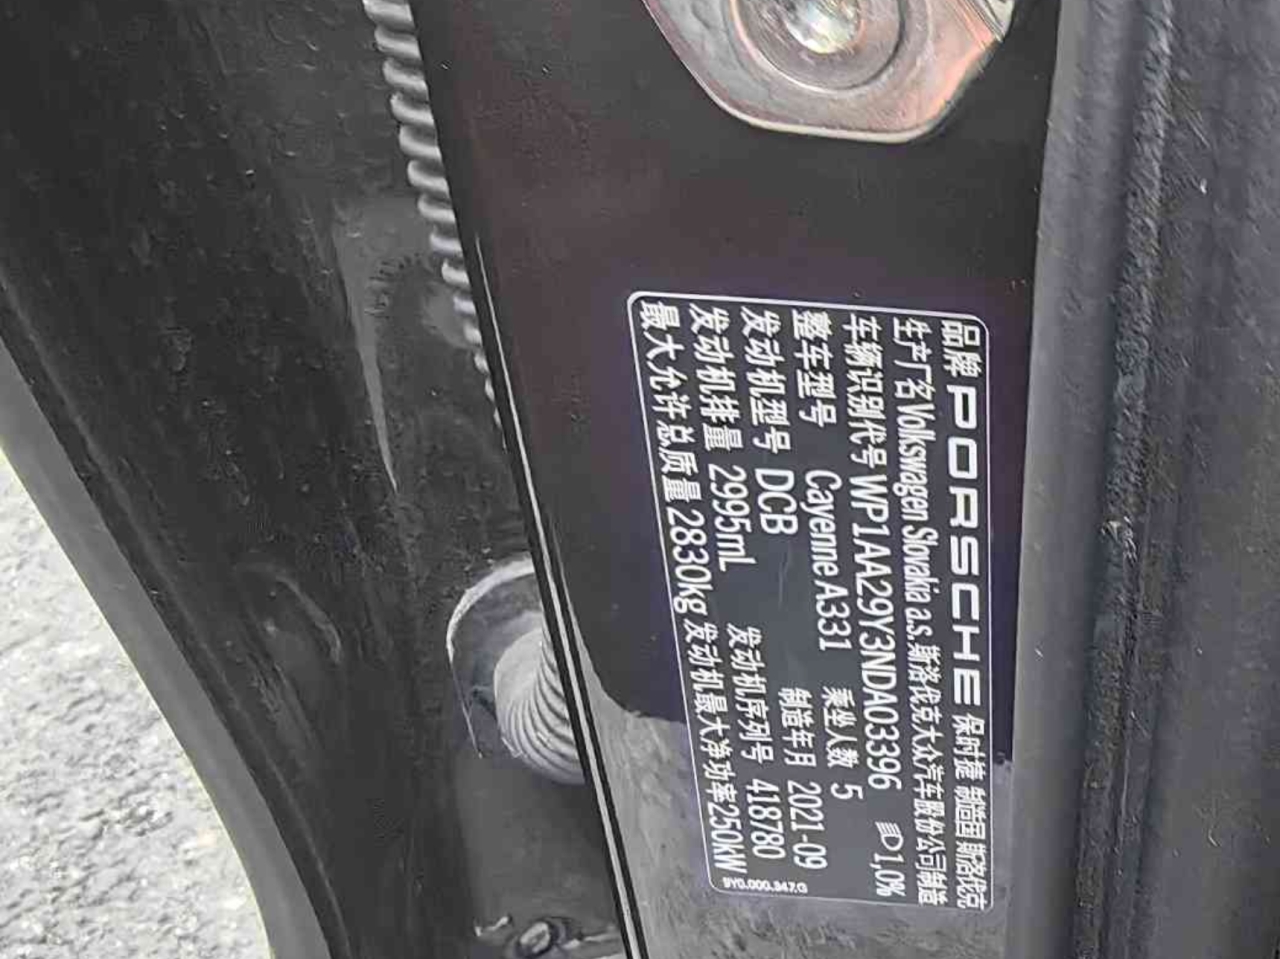 品牌 PORSCHE 保时捷 制造国 斯洛伐克
生产厂名 Volkswagen Slovakia a.s. 斯洛伐克大众汽车股份公司制造
车辆识别代号 WP1AA29Y3NDA03396 1,0%
整车型号 Cayenne A331 乘坐人数 5
发动机型号 DCB 制造年月 2021-09
发动机排量 2995mL 发动机序列号 418780
最大允许总质量 2830kg 发动机最大净功率 250kW
9Y0.000.347.G